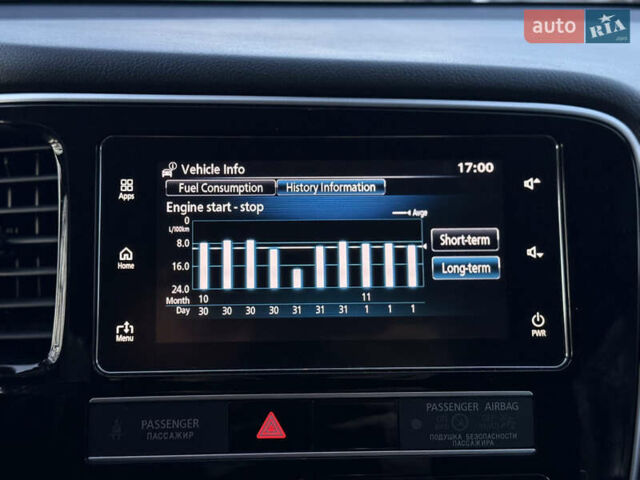 auto RIA
.com
Vehicle Info
17:00
Fuel Consumption
History Information
Engine start - stop
Avge
0
L/100km
8.0
16.0
24.0
Month 10 11
Day 30 30 30 30 31 31 31 1 1 1
Short-term
Long-term
Apps
Home
Menu
PWR
PASSENGER
ПАССАЖИР
PASSENGER AIRBAG
ПОДУШКА БЕЗОПАСНОСТИ
ПАССАЖИРА